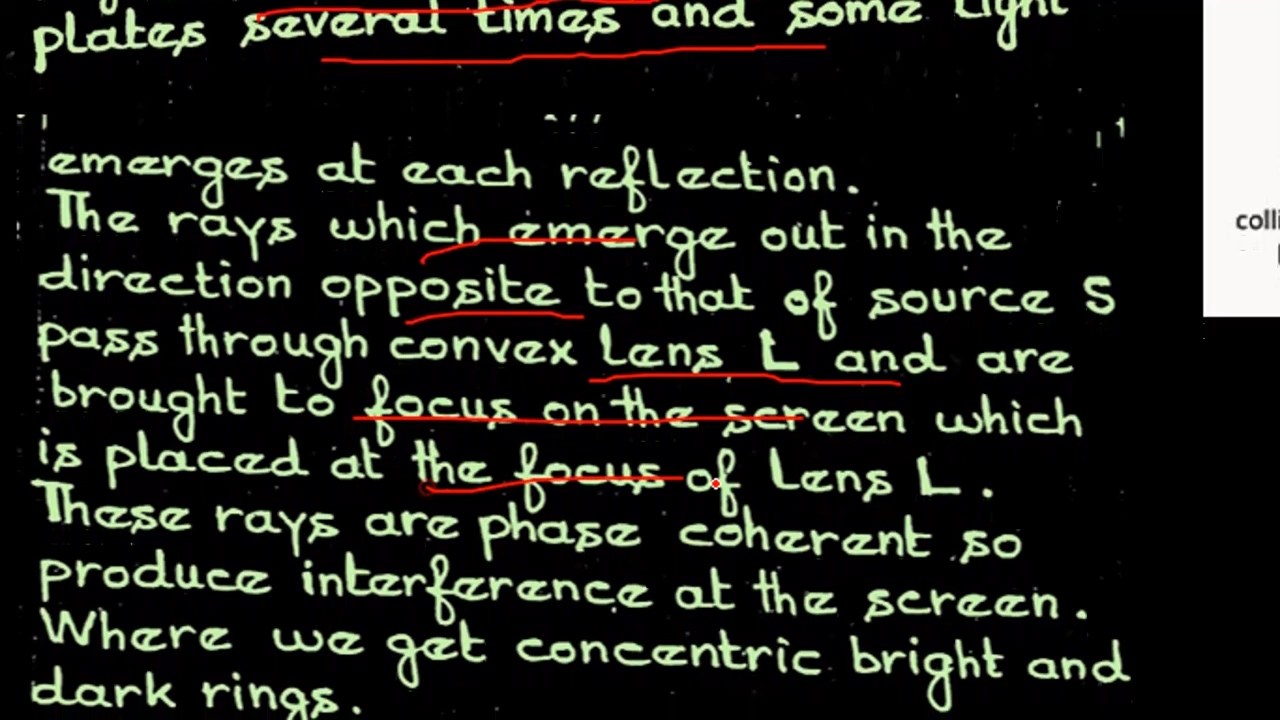 plates several times and some light
emerges at each reflection.
The rays which emerge out in the
direction opposite to that of source S
pass through convex Lens L and are
brought to focus on the screen which
is placed at the focus of Lens L.
These rays are phase coherent so
produce interference at the screen.
Where we get concentric bright and
dark rings.
colli